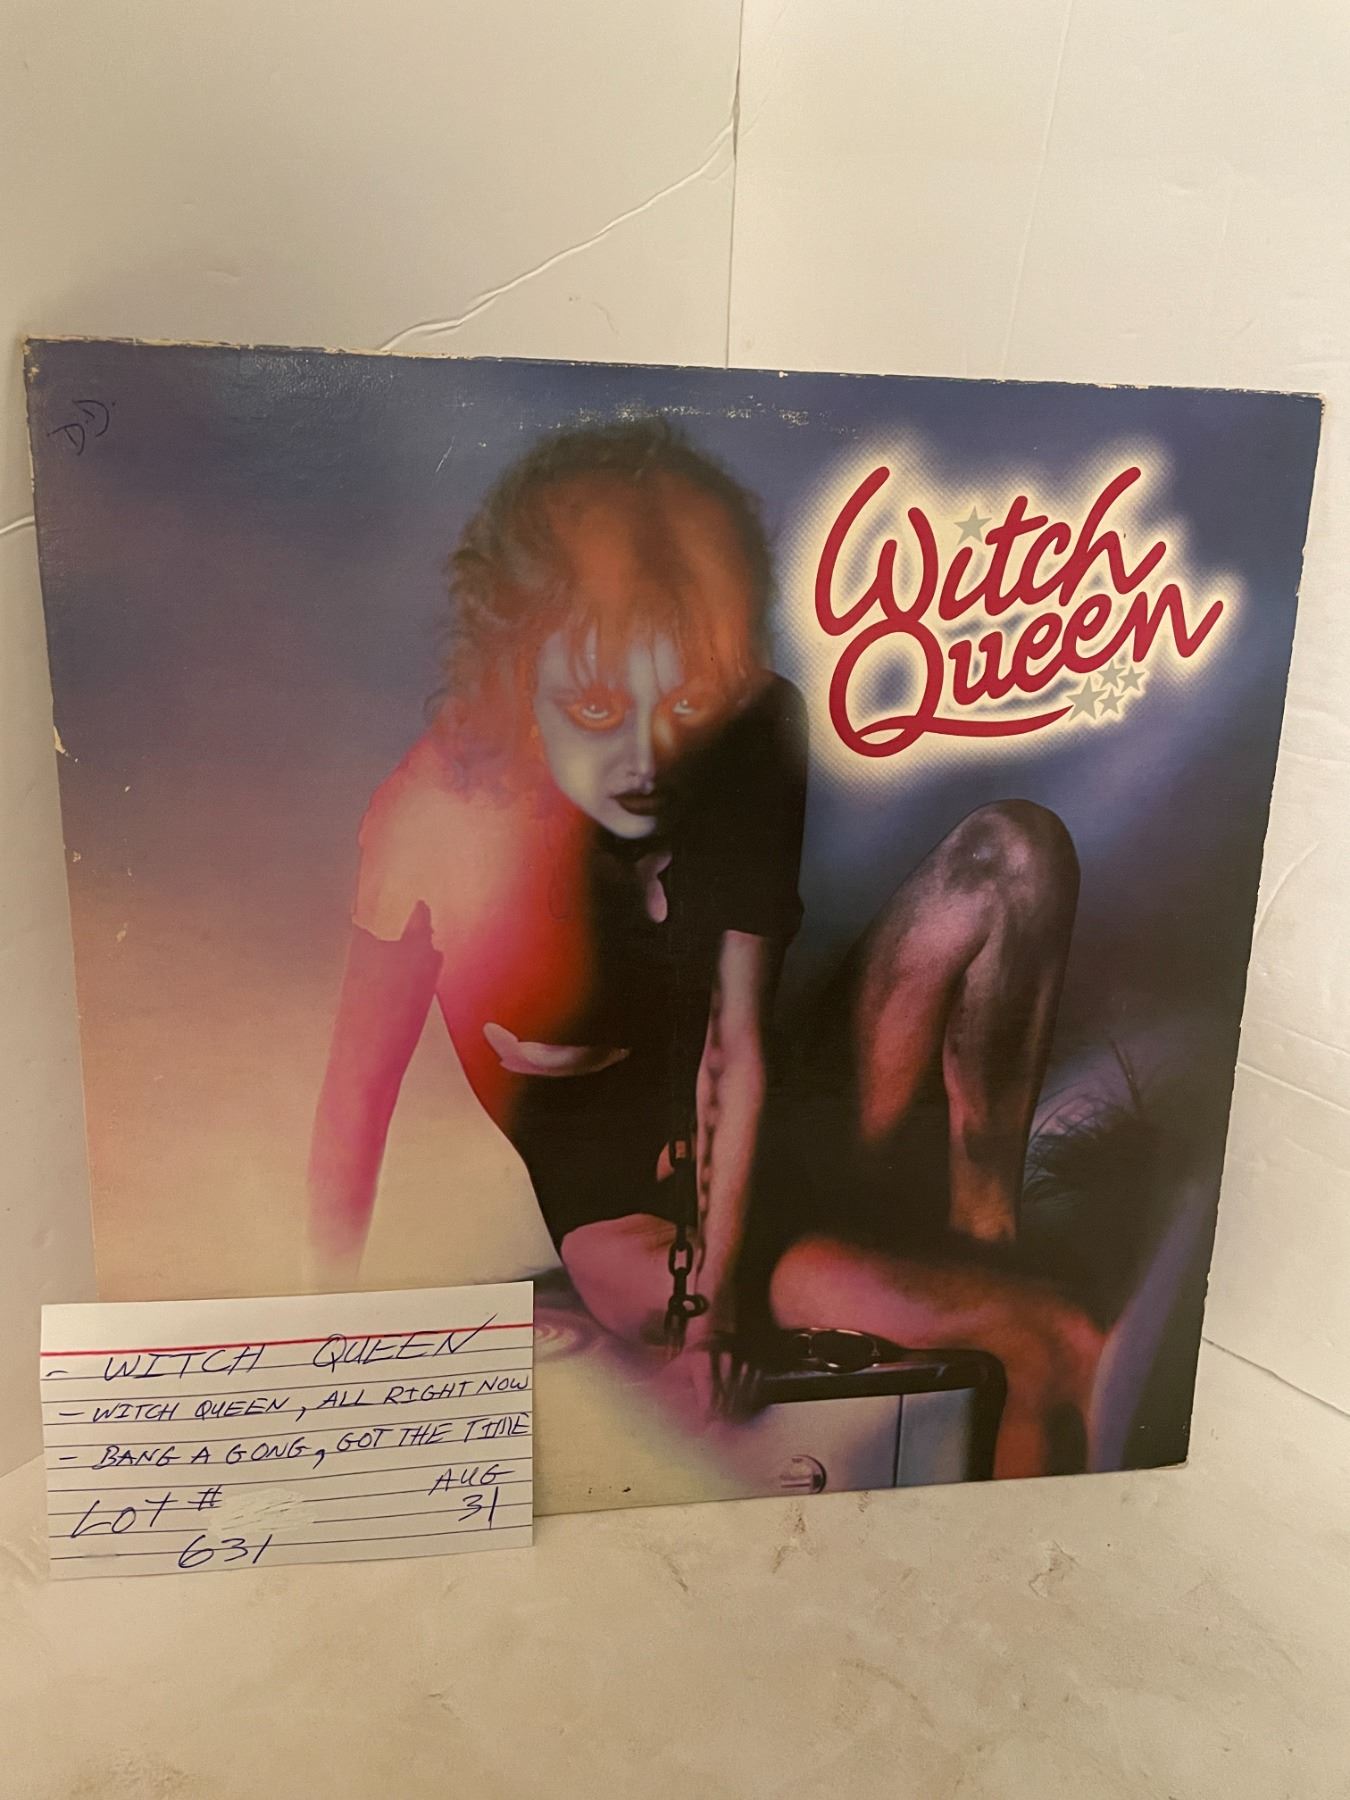 D.D.
Witch
Queen
- WITCH QUEEN
- WITCH QUEEN, ALL RIGHT NOW
- BANG A GONG, GOT THE TIME
AUG
LOT #
31
631